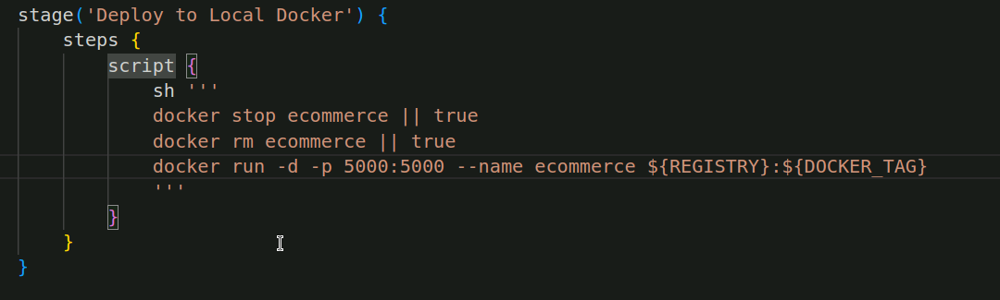 stage('Deploy to Local Docker') {
    steps {
        script {
            sh '''
            docker stop ecommerce || true
            docker rm ecommerce || true
            docker run -d -p 5000:5000 --name ecommerce ${REGISTRY}:${DOCKER_TAG}
            '''
        }
    }
}